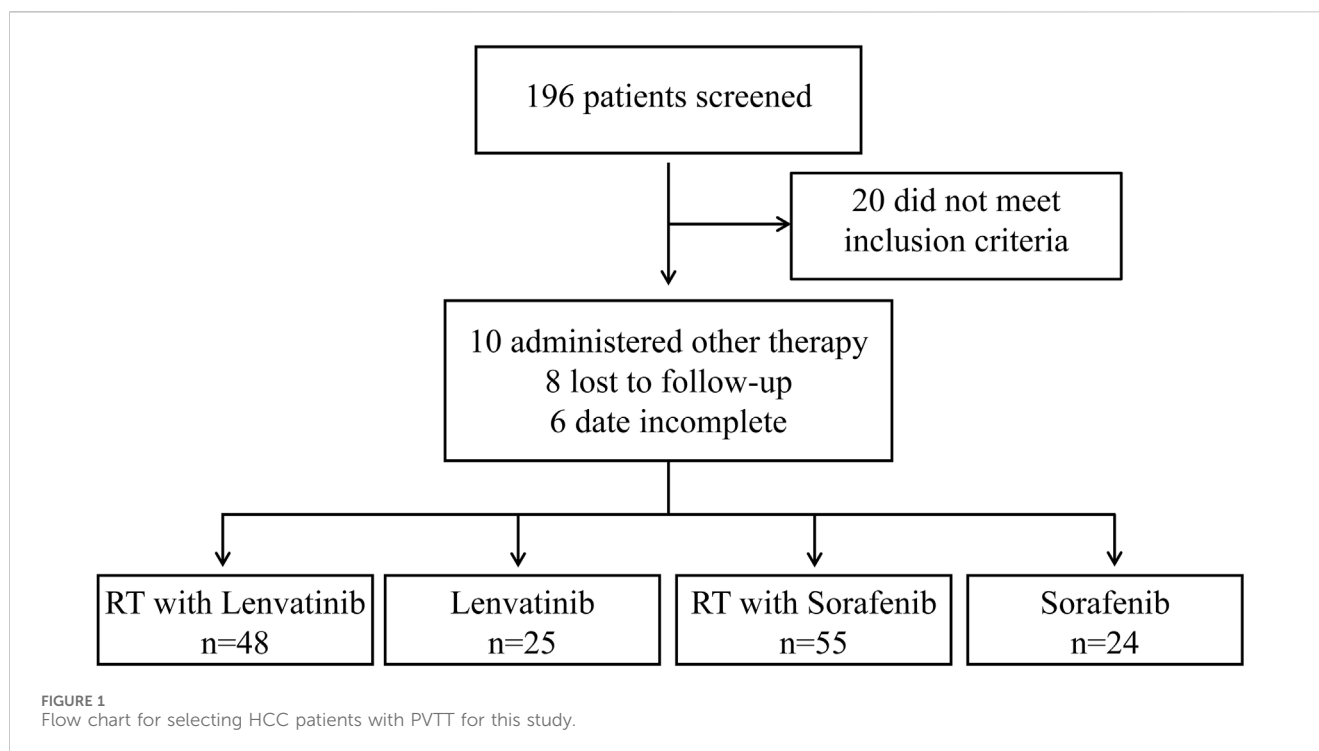 196 patients screened
20 did not meet
inclusion criteria
10 administered other therapy
8 lost to follow-up
6 date incomplete
RT with Lenvatinib
n=48
Lenvatinib
n=25
RT with Sorafenib
n=55
Sorafenib
n=24
FIGURE 1
Flow chart for selecting HCC patients with PVTT for this study.